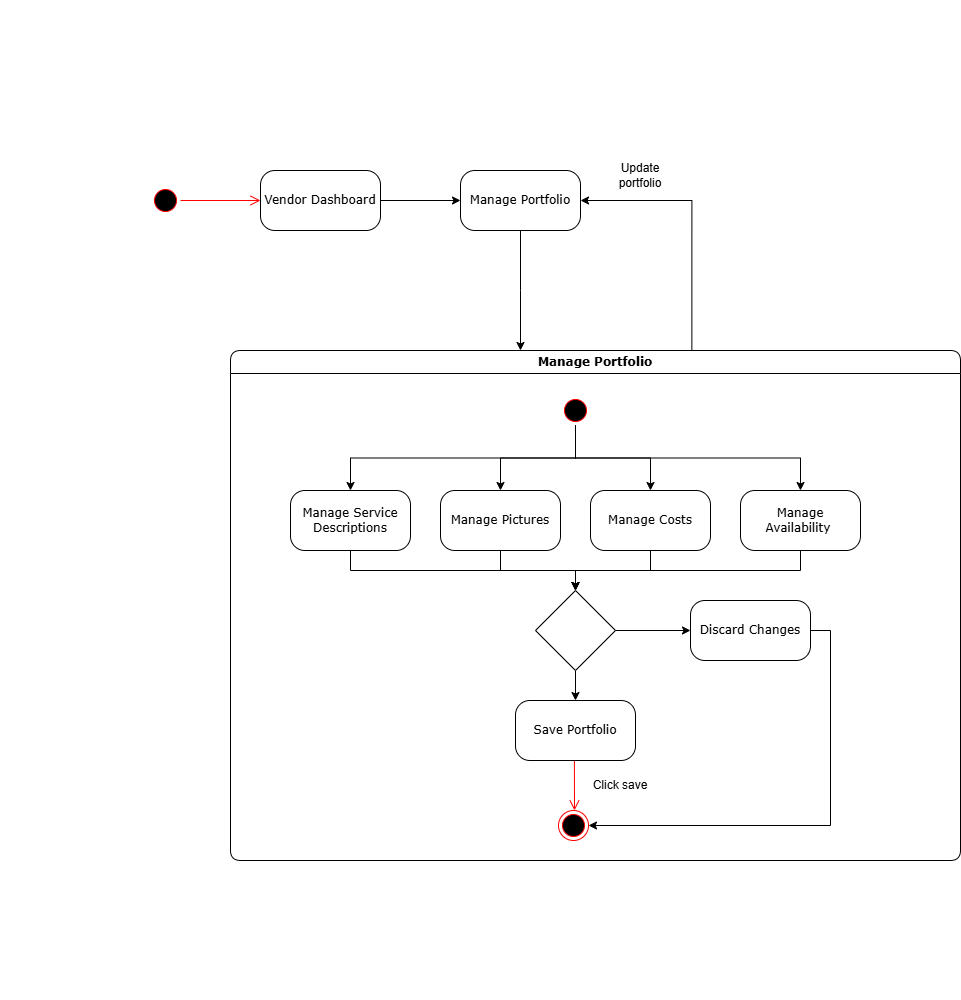 Update
portfolio
Vendor Dashboard
Manage Portfolio
Manage Portfolio
Manage Service
Descriptions
Manage Pictures
Manage Costs
Manage
Availability
Discard Changes
Save Portfolio
Click save